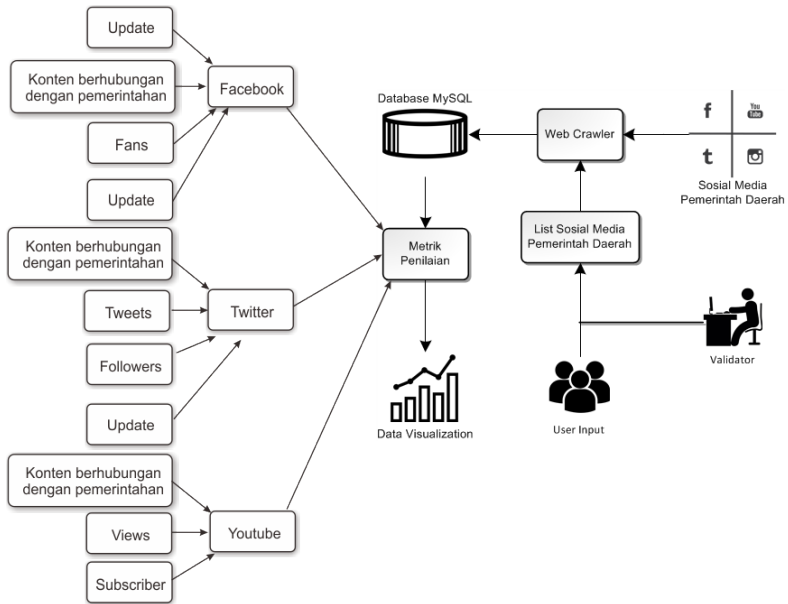 Update
Konten berhubungan
dengan pemerintahan
Fans
Update
Facebook
Konten berhubungan
dengan pemerintahan
Tweets
Followers
Update
Twitter
Konten berhubungan
dengan pemerintahan
Views
Subscriber
Youtube
Database MySQL
Metrik
Penilaian
Data Visualization
Web Crawler
List Sosial Media
Pemerintah Daerah
User Input
Validator
f
You
Tube
t
Sosial Media
Pemerintah Daerah